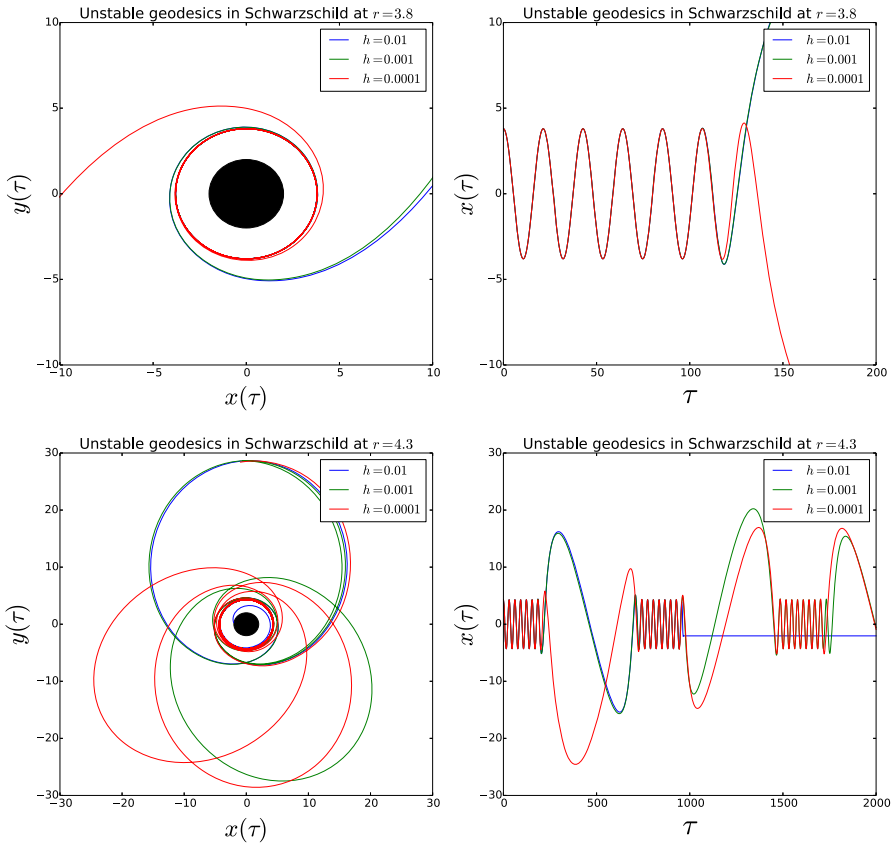 Unstable geodesics in Schwarzschild at r=3.8
10
5
0
−5
−10
−10
−5
0
5
10
y(τ)
x(τ)
h=0.01
h=0.001
h=0.0001
Unstable geodesics in Schwarzschild at r=3.8
10
5
0
−5
−10
0
50
100
150
200
x(τ)
τ
h=0.01
h=0.001
h=0.0001
Unstable geodesics in Schwarzschild at r=4.3
30
20
10
0
−10
−20
−30
−30
−20
−10
0
10
20
30
y(τ)
x(τ)
h=0.01
h=0.001
h=0.0001
Unstable geodesics in Schwarzschild at r=4.3
30
20
10
0
−10
−20
−30
0
500
1000
1500
2000
x(τ)
τ
h=0.01
h=0.001
h=0.0001